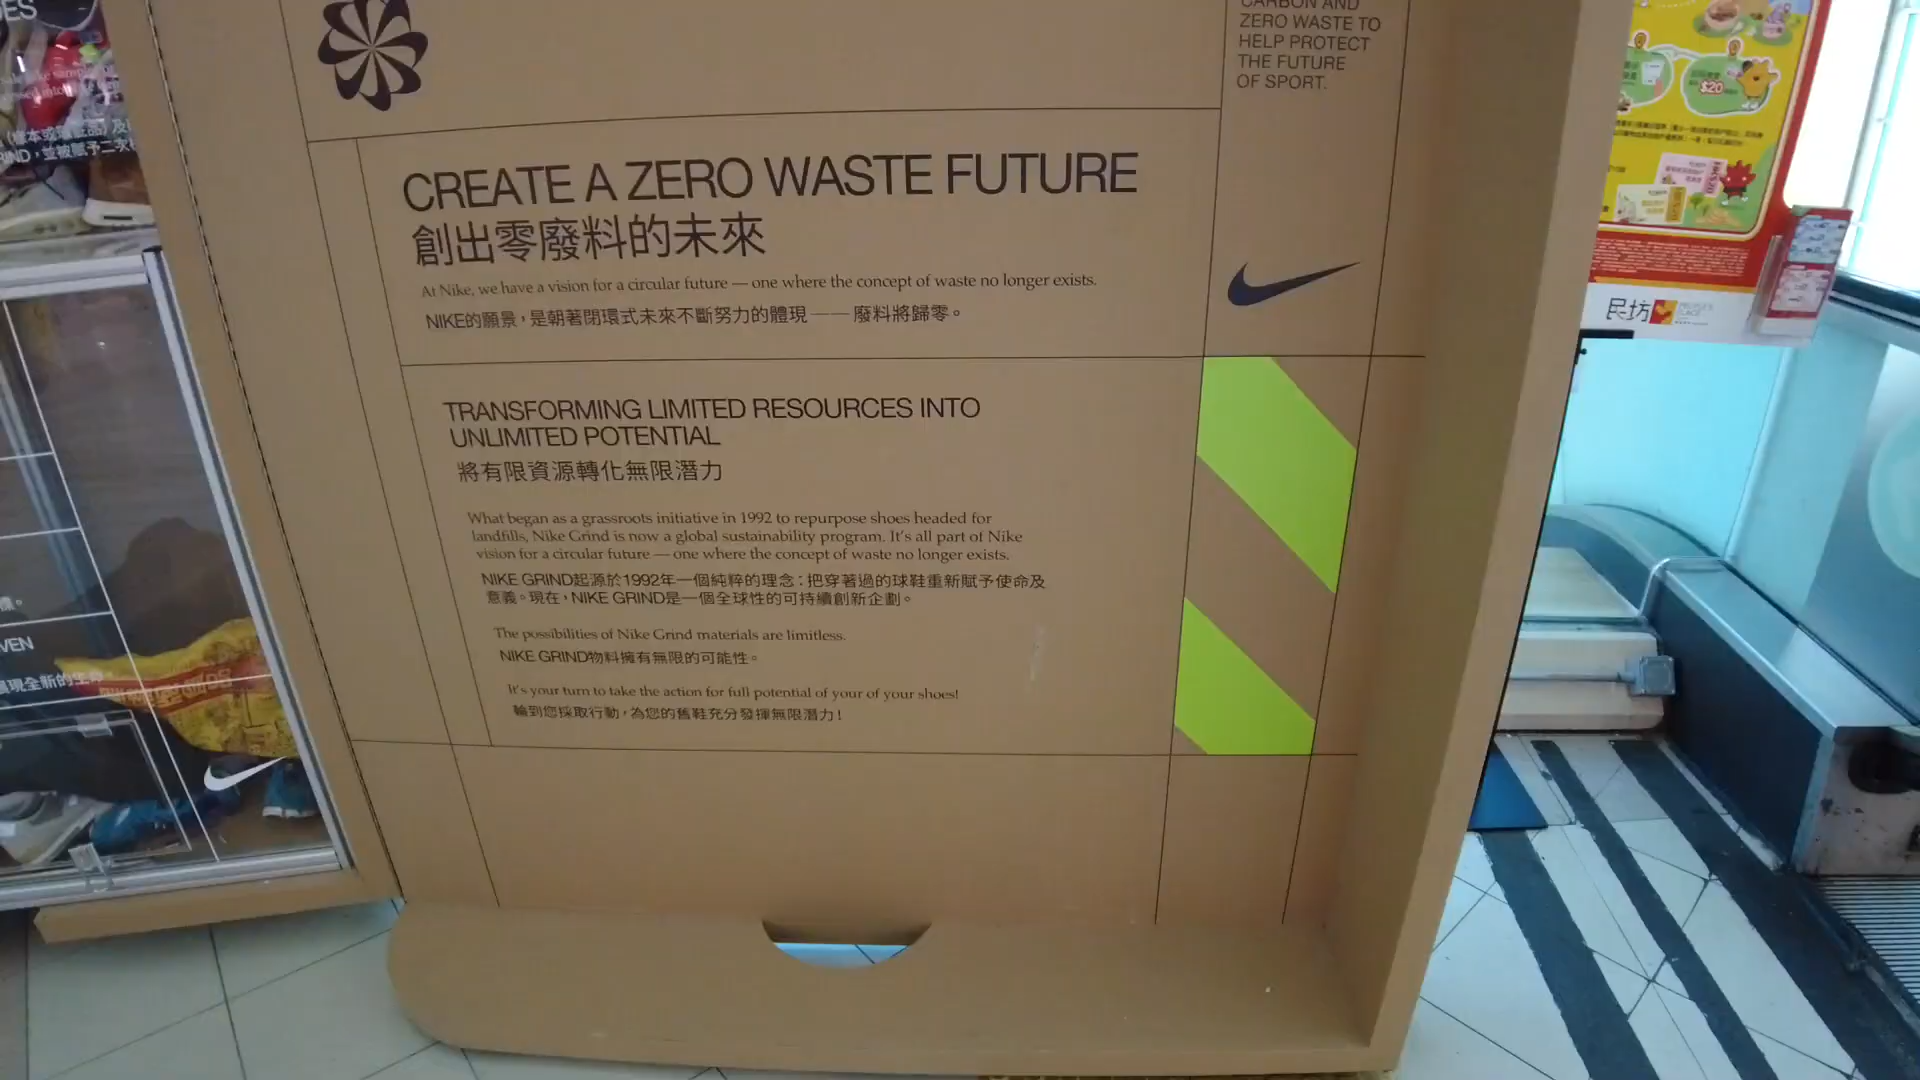 CARBON AND
ZERO WASTE TO
HELP PROTECT
THE FUTURE
OF SPORT.
CREATE A ZERO WASTE FUTURE
創出零廢料的未來
At Nike, we have a vision for a circular future — one where the concept of waste no longer exists.
NIKE的願景，是朝著閉環式未來不斷努力的體現——廢料將歸零。
TRANSFORMING LIMITED RESOURCES INTO
UNLIMITED POTENTIAL
將有限資源轉化無限潛力
What began as a grassroots initiative in 1992 to repurpose shoes headed for
landfills, Nike Grind is now a global sustainability program. It's all part of Nike
vision for a circular future — one where the concept of waste no longer exists.
NIKE GRIND起源於1992年一個純粹的理念：把穿著過的球鞋重新賦予使命及
意義。現在，NIKE GRIND是一個全球性的可持續創新企劃。
The possibilities of Nike Grind materials are limitless.
NIKE GRIND物料擁有無限的可能性。
It's your turn to take the action for full potential of your of your shoes!
輪到您採取行動，為您的舊鞋充分發揮無限潛力！
$20
民坊